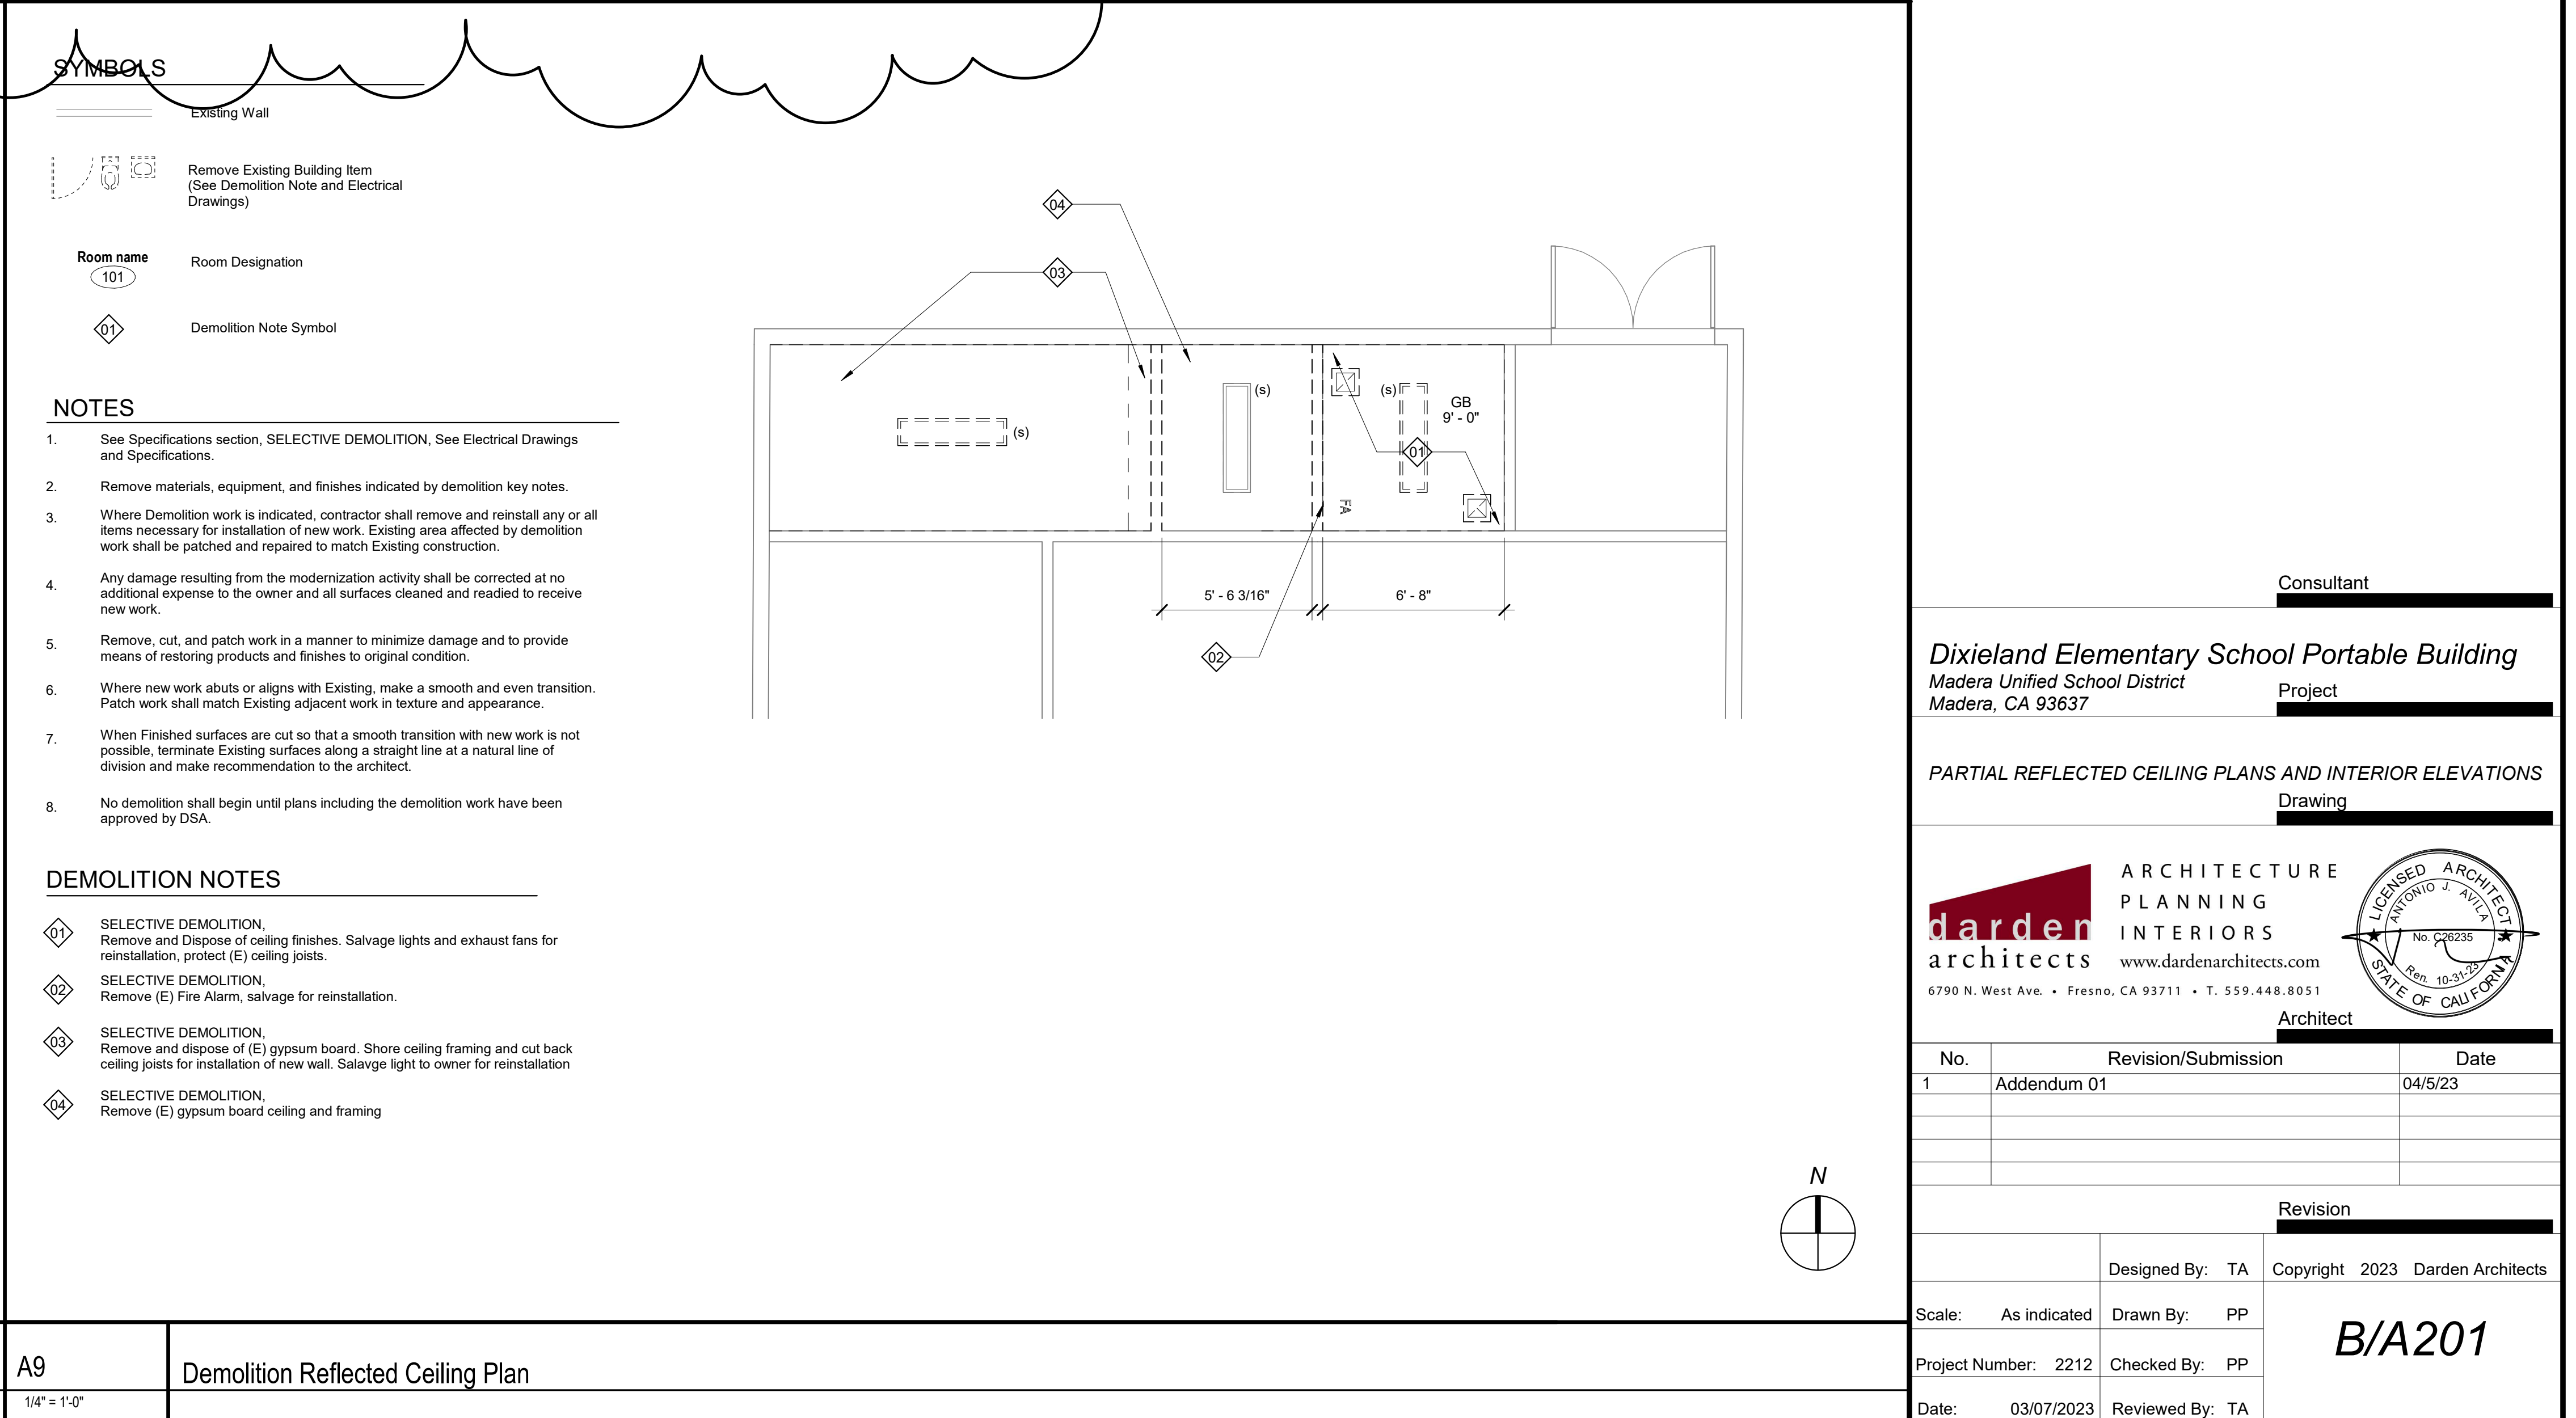 SYMBOLS
Existing Wall
Remove Existing Building Item
(See Demolition Note and Electrical
Drawings)
Room name
101
Room Designation
01
Demolition Note Symbol
NOTES
1. See Specifications section, SELECTIVE DEMOLITION, See Electrical Drawings
and Specifications.
2. Remove materials, equipment, and finishes indicated by demolition key notes.
3. Where Demolition work is indicated, contractor shall remove and reinstall any or all
items necessary for installation of new work. Existing area affected by demolition
work shall be patched and repaired to match Existing construction.
4. Any damage resulting from the modernization activity shall be corrected at no
additional expense to the owner and all surfaces cleaned and readied to receive
new work.
5. Remove, cut, and patch work in a manner to minimize damage and to provide
means of restoring products and finishes to original condition.
6. Where new work abuts or aligns with Existing, make a smooth and even transition.
Patch work shall match Existing adjacent work in texture and appearance.
7. When Finished surfaces are cut so that a smooth transition with new work is not
possible, terminate Existing surfaces along a straight line at a natural line of
division and make recommendation to the architect.
8. No demolition shall begin until plans including the demolition work have been
approved by DSA.
DEMOLITION NOTES
01 SELECTIVE DEMOLITION,
Remove and Dispose of ceiling finishes. Salvage lights and exhaust fans for
reinstallation, protect (E) ceiling joists.
02 SELECTIVE DEMOLITION,
Remove (E) Fire Alarm, salvage for reinstallation.
03 SELECTIVE DEMOLITION,
Remove and dispose of (E) gypsum board. Shore ceiling framing and cut back
ceiling joists for installation of new wall. Salavge light to owner for reinstallation
04 SELECTIVE DEMOLITION,
Remove (E) gypsum board ceiling and framing
04
03
(s)
(s)
(s)
GB
9' - 0"
01
FA
5' - 6 3/16"
6' - 8"
02
N
A9
Demolition Reflected Ceiling Plan
1/4" = 1'-0"
Consultant
Dixieland Elementary School Portable Building
Madera Unified School District
Madera, CA 93637
Project
PARTIAL REFLECTED CEILING PLANS AND INTERIOR ELEVATIONS
Drawing
darden
architects
ARCHITECTURE
PLANNING
INTERIORS
www.dardenarchitects.com
6790 N. West Ave. • Fresno, CA 93711 • T. 559.448.8051
LICENSED ARCHITECT
ANTONIO J. AVILA
No. C26235
Ren. 10-31-23
STATE OF CALIFORNIA
Architect
No. Revision/Submission Date
1 Addendum 01 04/5/23
Revision
Designed By: TA
Copyright 2023 Darden Architects
Scale: As indicated
Drawn By: PP
B/A201
Project Number: 2212
Checked By: PP
Date: 03/07/2023
Reviewed By: TA